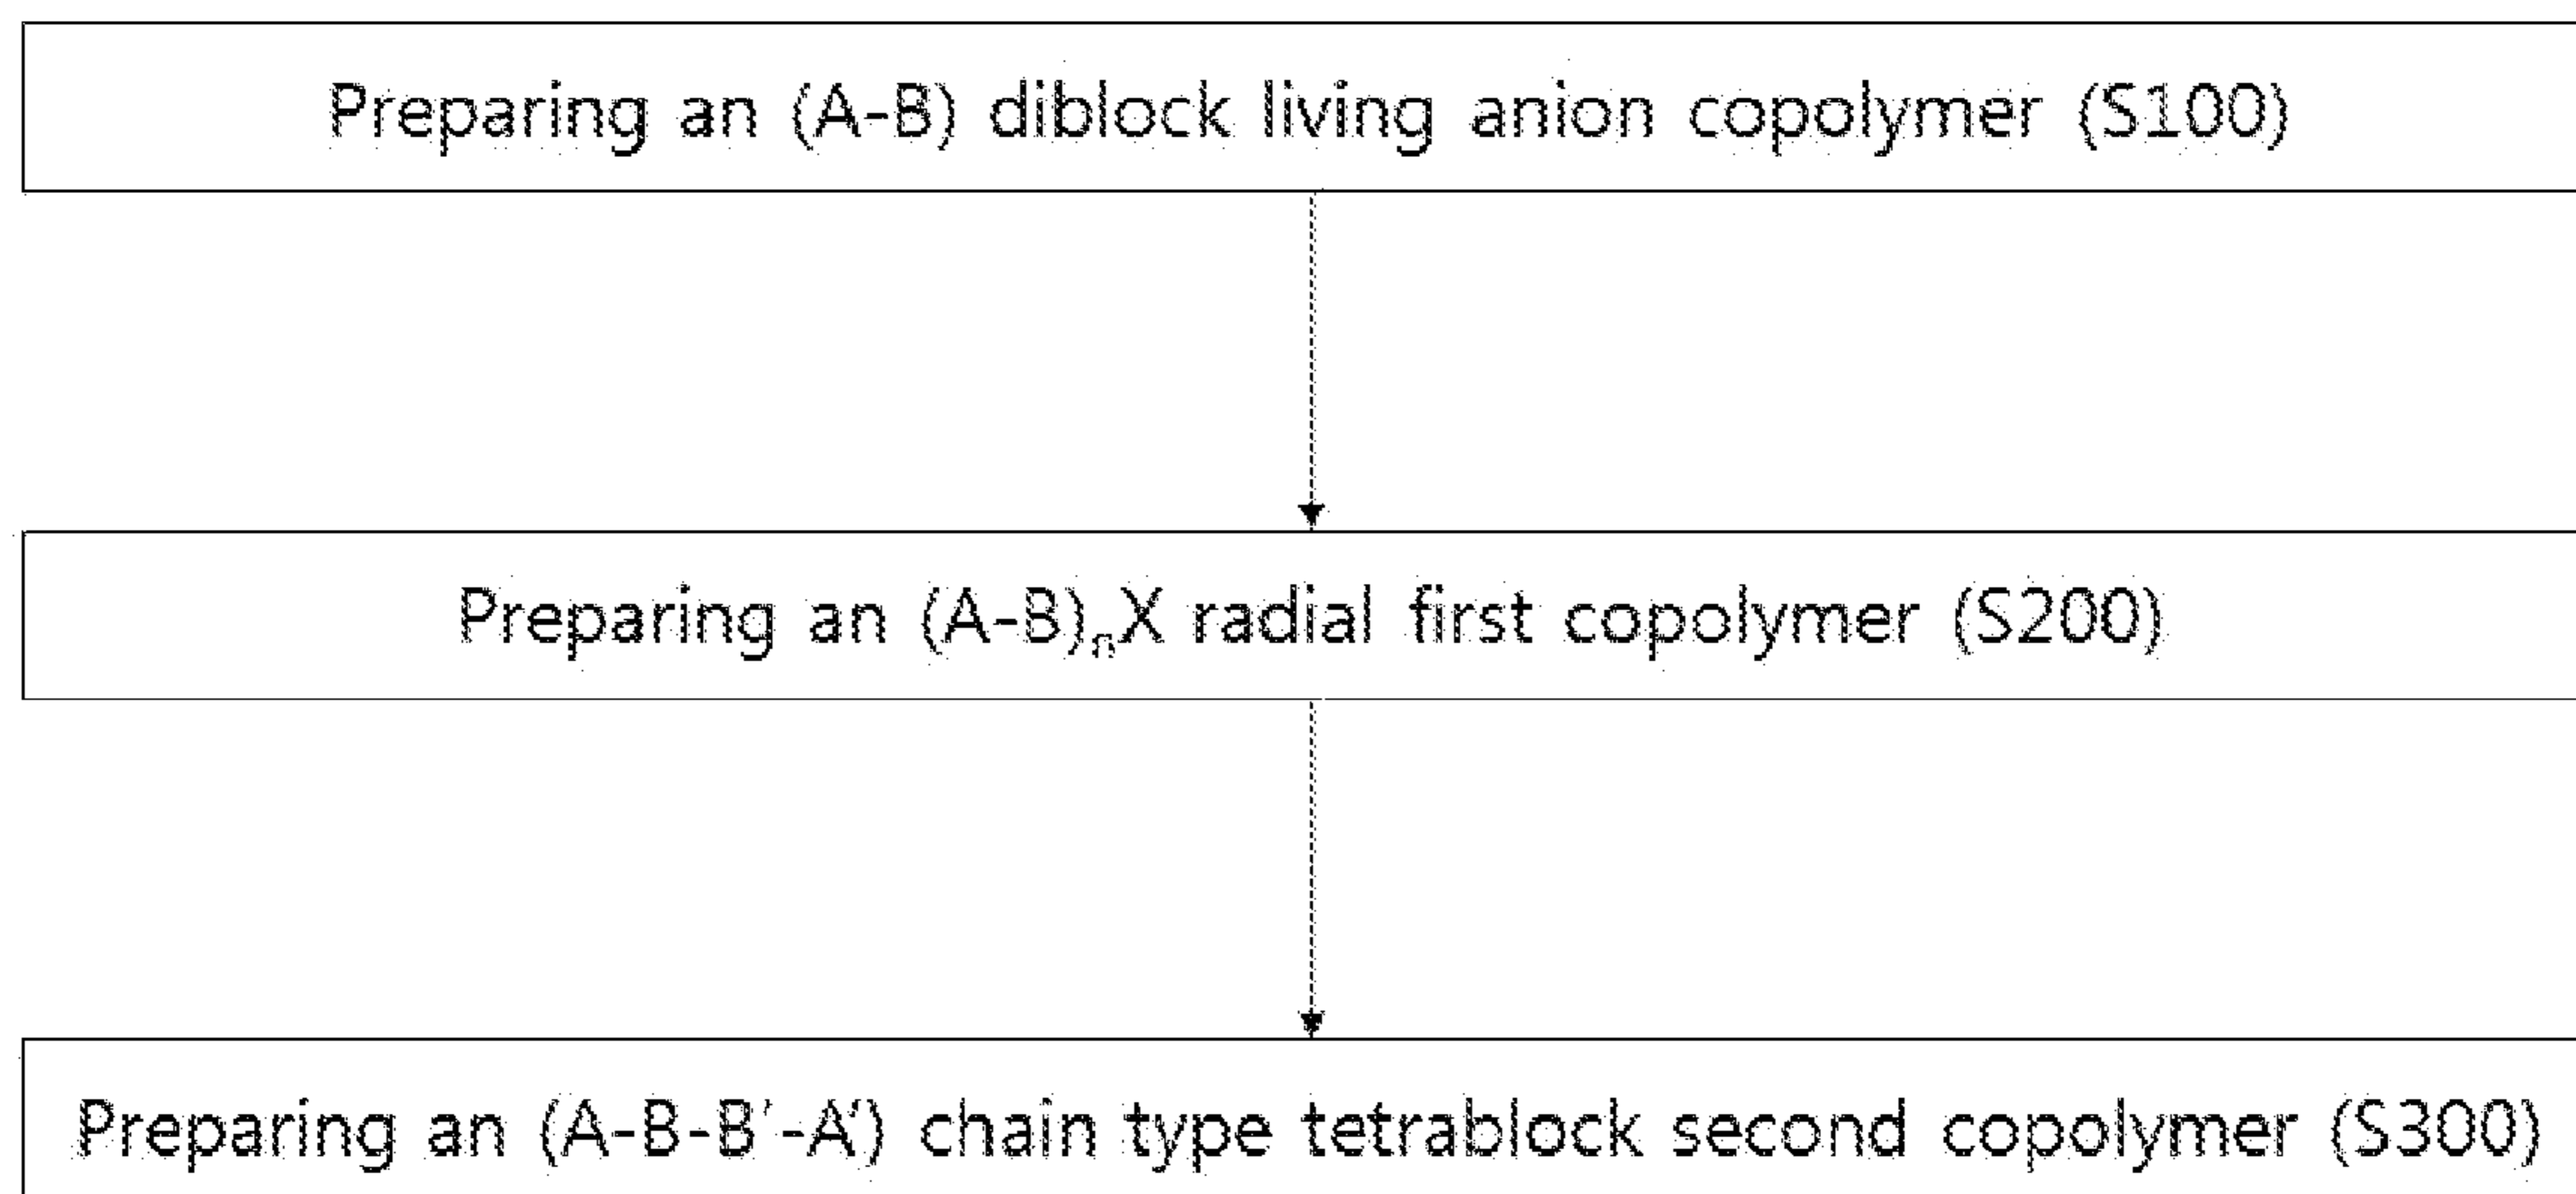 Preparing an (A-B) diblock living anion copolymer (S100)
Preparing an (A-B)ₙX radial first copolymer (S200)
Preparing an (A-B-B'-A') chain type tetrablock second copolymer (S300)